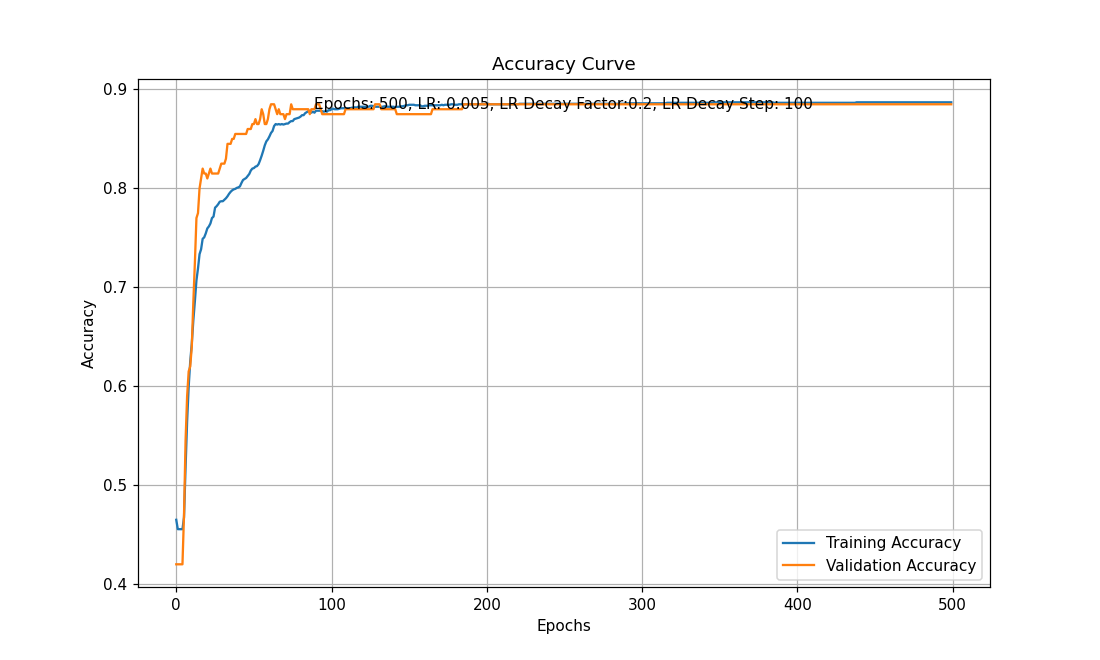 Accuracy Curve
Epochs: 500, LR: 0.005, LR Decay Factor:0.2, LR Decay Step: 100
Accuracy
0.9
0.8
0.7
0.6
0.5
0.4
Training Accuracy
Validation Accuracy
0 100 200 300 400 500
Epochs